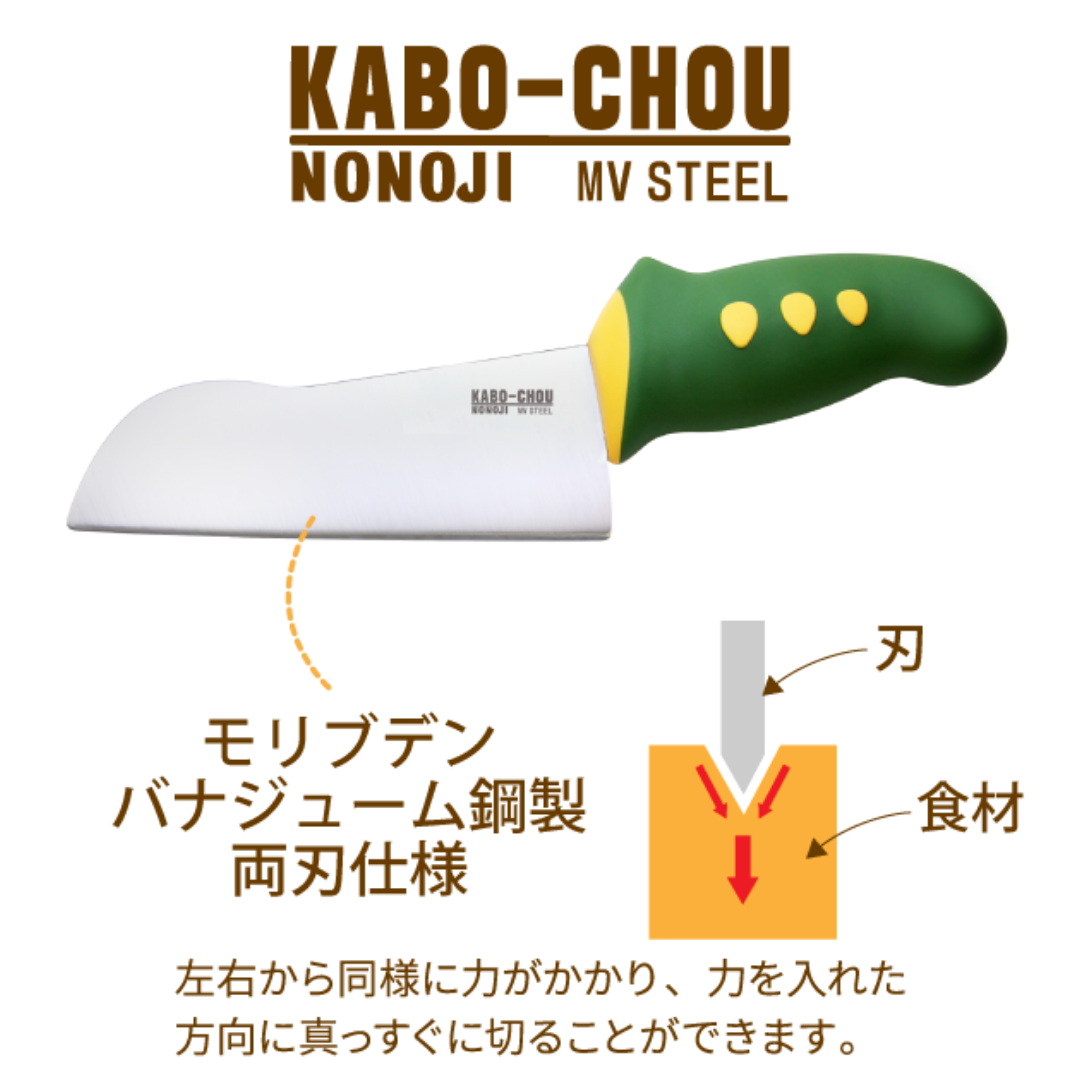 KABO-CHOU
NONOJI MV STEEL
KABO-CHOU
NONOJI MV STEEL
刃
モリブデン
バナジューム鋼製
両刃仕様
食材
左右から同様に力がかかり、力を入れた
方向に真っすぐに切ることができます。